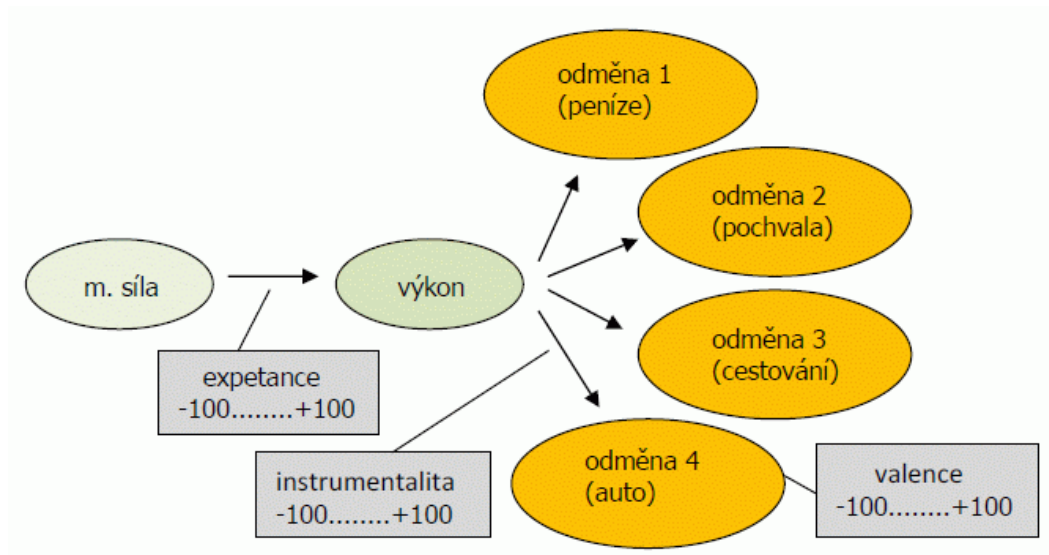 odměna 1
(peníze)
odměna 2
(pochvala)
m. síla
výkon
odměna 3
(cestování)
expetance
-100........+100
odměna 4
(auto)
instrumentalita
-100........+100
valence
-100........+100